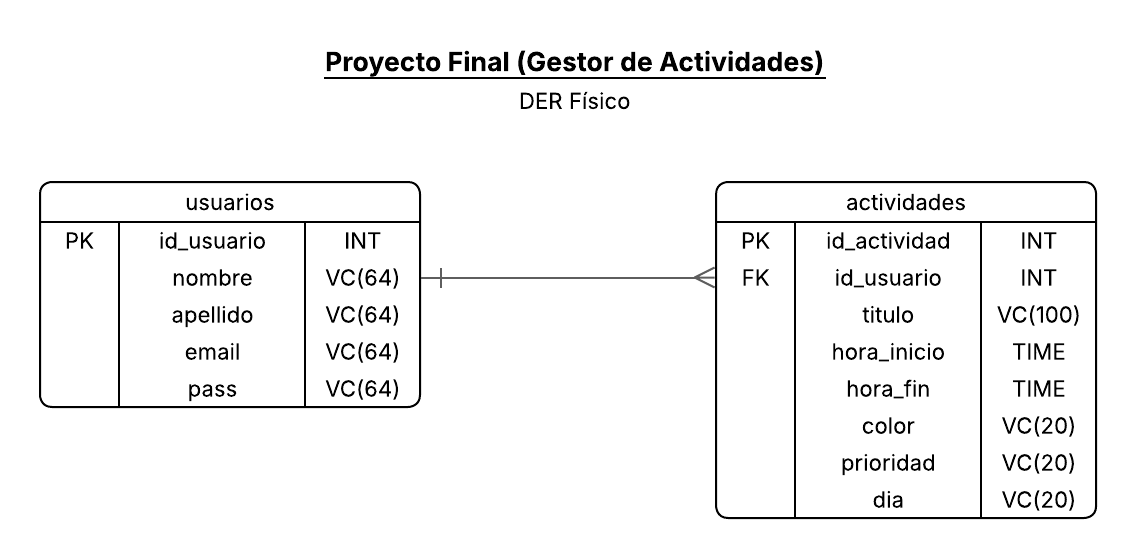 Proyecto Final (Gestor de Actividades)
DER Físico
usuarios
PK id_usuario INT
nombre VC(64)
apellido VC(64)
email VC(64)
pass VC(64)
actividades
PK id_actividad INT
FK id_usuario INT
titulo VC(100)
hora_inicio TIME
hora_fin TIME
color VC(20)
prioridad VC(20)
dia VC(20)